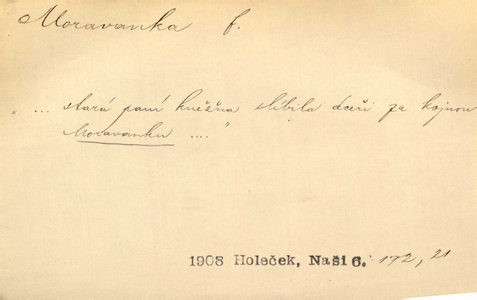 Moravanka f.
„... stará paní kněžna slíbila dceři za kojnou
Moravanku ...."
1908 Holeček, Naši 6. 172, 21